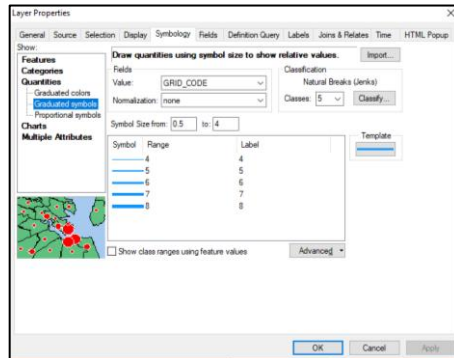 Layer Properties
General Source Selection Display Symbology Fields Definition Query Labels Joins & Relates Time HTML Popup
Show:
Features
Categories
Quantities
Graduated colors
Graduated symbols
Proportional symbols
Charts
Multiple Attributes
Draw quantities using symbol size to show relative values.
Import...
Fields
Value: GRID_CODE
Normalization: none
Classification
Natural Breaks (Jenks)
Classes: 5 Classify...
Symbol Size from: 0.5 to: 4
Symbol Range Label
4 4
5 5
6 6
7 7
8 8
Template
Show class ranges using feature values
Advanced
OK Cancel Apply